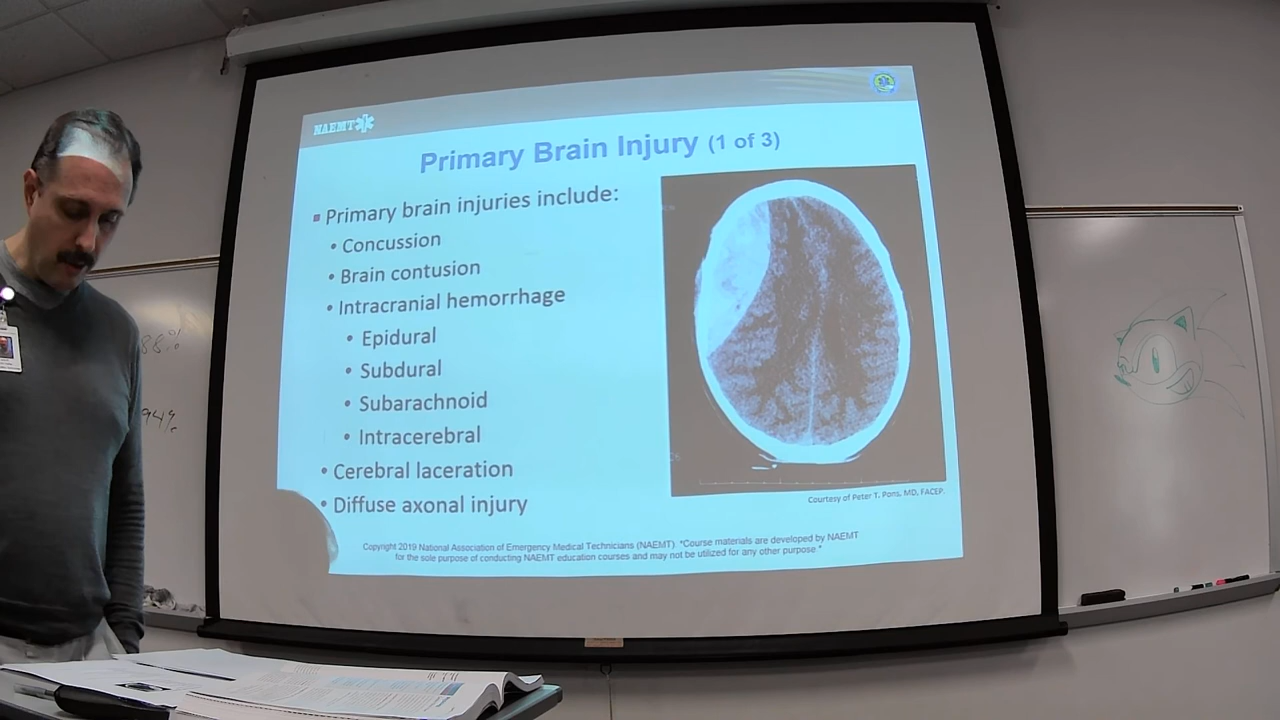 NAEMT
Primary Brain Injury (1 of 3)
Primary brain injuries include:
• Concussion
• Brain contusion
• Intracranial hemorrhage
• Epidural
• Subdural
• Subarachnoid
• Intracerebral
• Cerebral laceration
• Diffuse axonal injury
Courtesy of Peter T. Pons, MD, FACEP.
Copyright 2019 National Association of Emergency Medical Technicians (NAEMT) *Course materials are developed by NAEMT
for the sole purpose of conducting NAEMT education courses and may not be utilized for any other purpose *
88%
94%